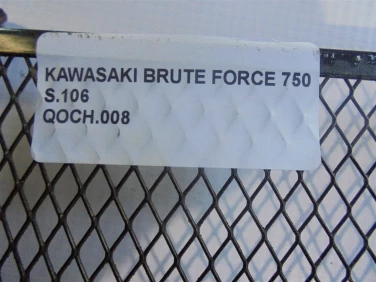 KAWASAKI BRUTE FORCE 750
S.106
QOCH.008